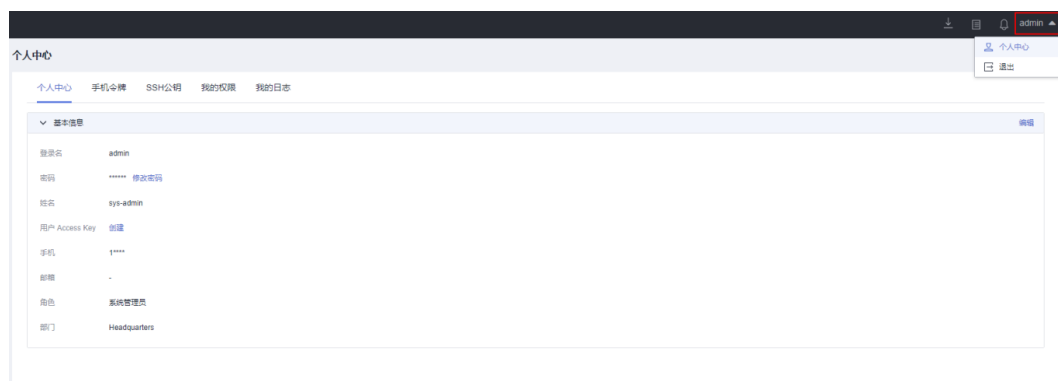 admin
个人中心
个人中心
退出
个人中心 手机令牌 SSH公钥 我的权限 我的日志
基本信息 编辑
登录名 admin
密码 ****** 修改密码
姓名 sys-admin
用户 Access Key 创建
手机 1****
邮箱 -
角色 系统管理员
部门 Headquarters